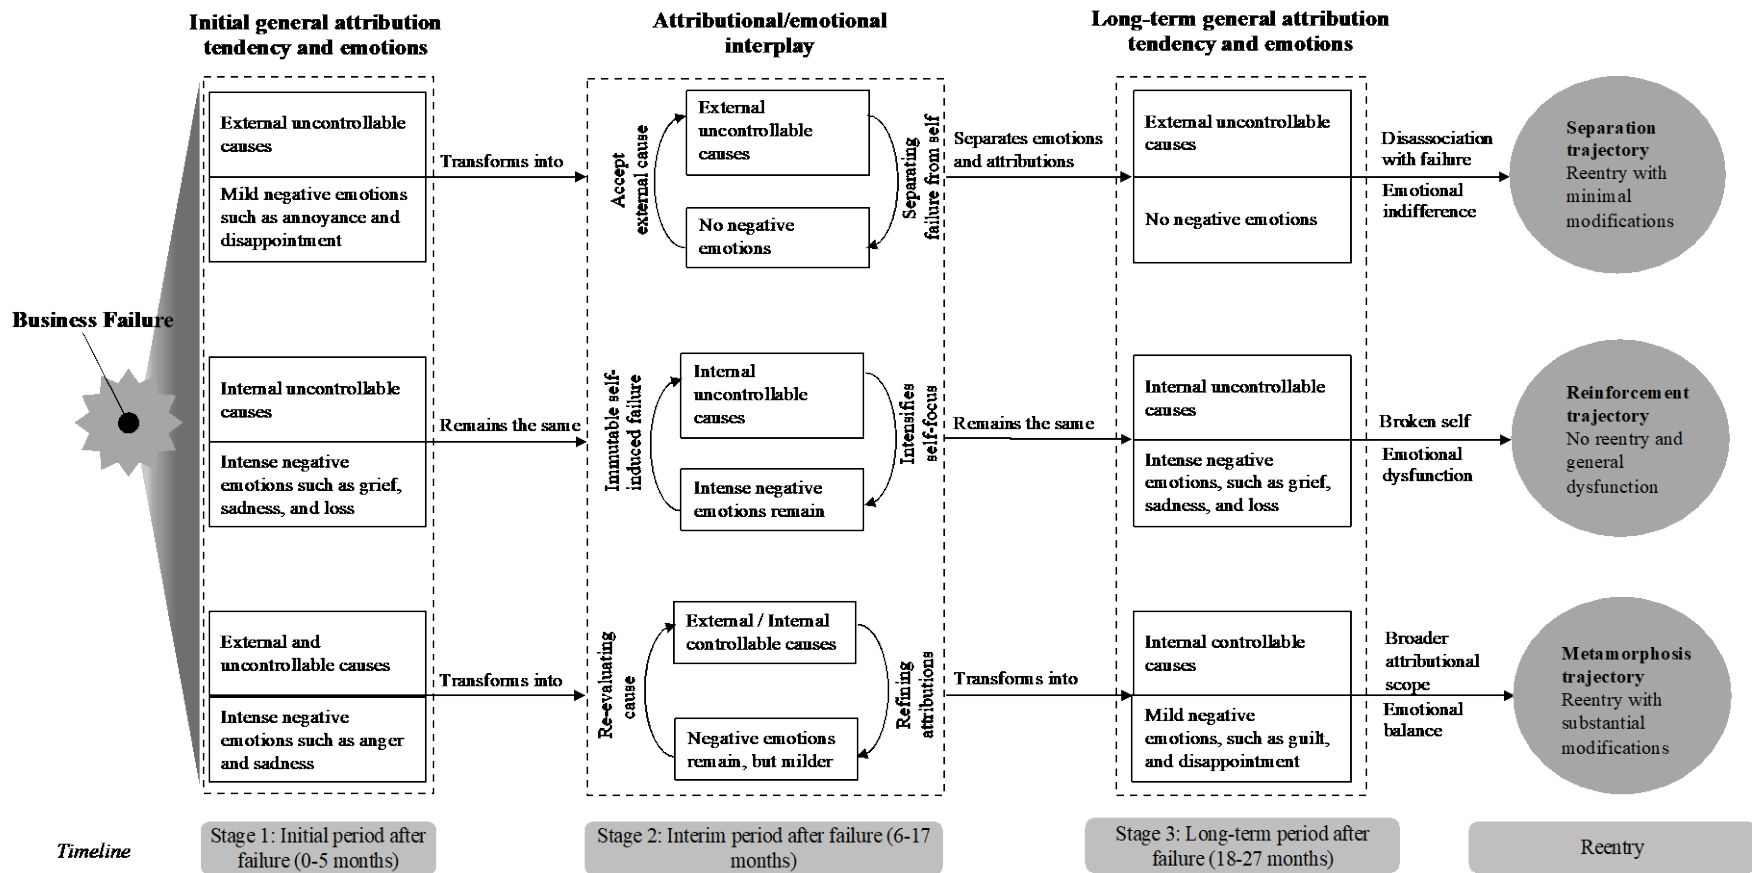 Initial general attribution
tendency and emotions
Attributional/emotional
interplay
Long-term general attribution
tendency and emotions
Business Failure
External uncontrollable
causes
Mild negative emotions
such as annoyance and
disappointment
Transforms into
Accept
external cause
External
uncontrollable
causes
No negative
emotions
Separating
failure from self
Separates emotions
and attributions
External uncontrollable
causes
No negative emotions
Disassociation
with failure
Emotional
indifference
Separation
trajectory
Reentry with
minimal
modifications
Internal uncontrollable
causes
Intense negative
emotions such as grief,
sadness, and loss
Remains the same
Immutable self-
induced failure
Internal
uncontrollable
causes
Intense negative
emotions remain
Intensifies
self-focus
Remains the same
Internal uncontrollable
causes
Intense negative
emotions, such as grief,
sadness, and loss
Broken self
Emotional
dysfunction
Reinforcement
trajectory
No reentry and
general
dysfunction
External and
uncontrollable causes
Intense negative
emotions such as anger
and sadness
Transforms into
Re-evaluating
cause
External / Internal
controllable causes
Negative emotions
remain, but milder
Refining
attributions
Transforms into
Internal controllable
causes
Mild negative
emotions, such as guilt,
and disappointment
Broader
attributional
scope
Emotional
balance
Metamorphosis
trajectory
Reentry with
substantial
modifications
Timeline
Stage 1: Initial period after
failure (0-5 months)
Stage 2: Interim period after failure (6-17
months)
Stage 3: Long-term period after
failure (18-27 months)
Reentry